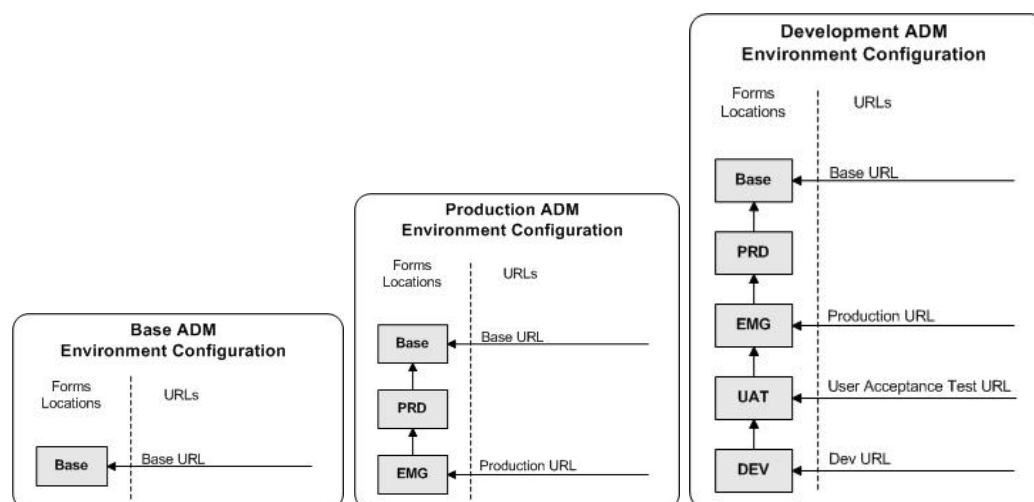 Base ADM
Environment Configuration
Forms
Locations
URLs
Base
Base URL
Production ADM
Environment Configuration
Forms
Locations
URLs
Base
Base URL
PRD
EMG
Production URL
Development ADM
Environment Configuration
Forms
Locations
URLs
Base
Base URL
PRD
EMG
Production URL
UAT
User Acceptance Test URL
DEV
Dev URL